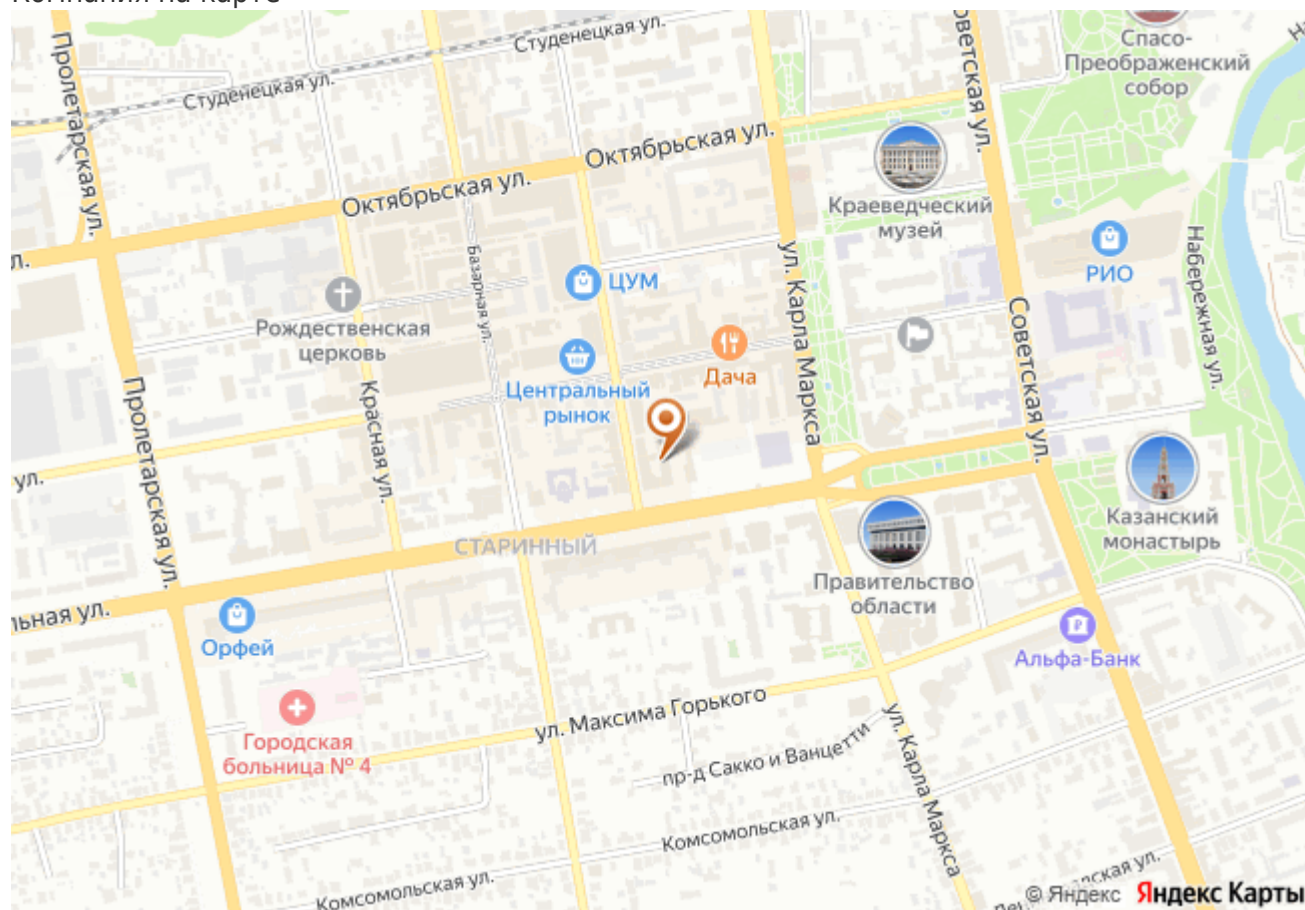 Компания на карте
Студенецкая ул.
Спасо-
Преображенский
собор
Пролетарская ул.
Студенецкая ул.
Советская ул.
Октябрьская ул.
Октябрьская ул.
Краеведческий
музей
Базарная ул.
ЦУМ
ул. Карла Маркса
РИО
Набережная ул.
Рождественская
церковь
Советская ул.
Дача
Центральный
рынок
Пролетарская ул.
Красная ул.
ул.
Казанский
монастырь
СТАРИННЫЙ
Правительство
области
льная ул.
Орфей
Альфа-Банк
ул. Максима Горького
Городская
больница № 4
пр-д Сакко и Ванцетти
ул. Карла Маркса
Комсомольская ул.
Комсомольская ул.
© Яндекс Яндекс Карты